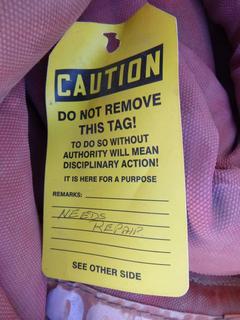 CAUTION
DO NOT REMOVE
THIS TAG!
TO DO SO WITHOUT
AUTHORITY WILL MEAN
DISCIPLINARY ACTION!
IT IS HERE FOR A PURPOSE
REMARKS:
NEEDS
REPAIR
SEE OTHER SIDE